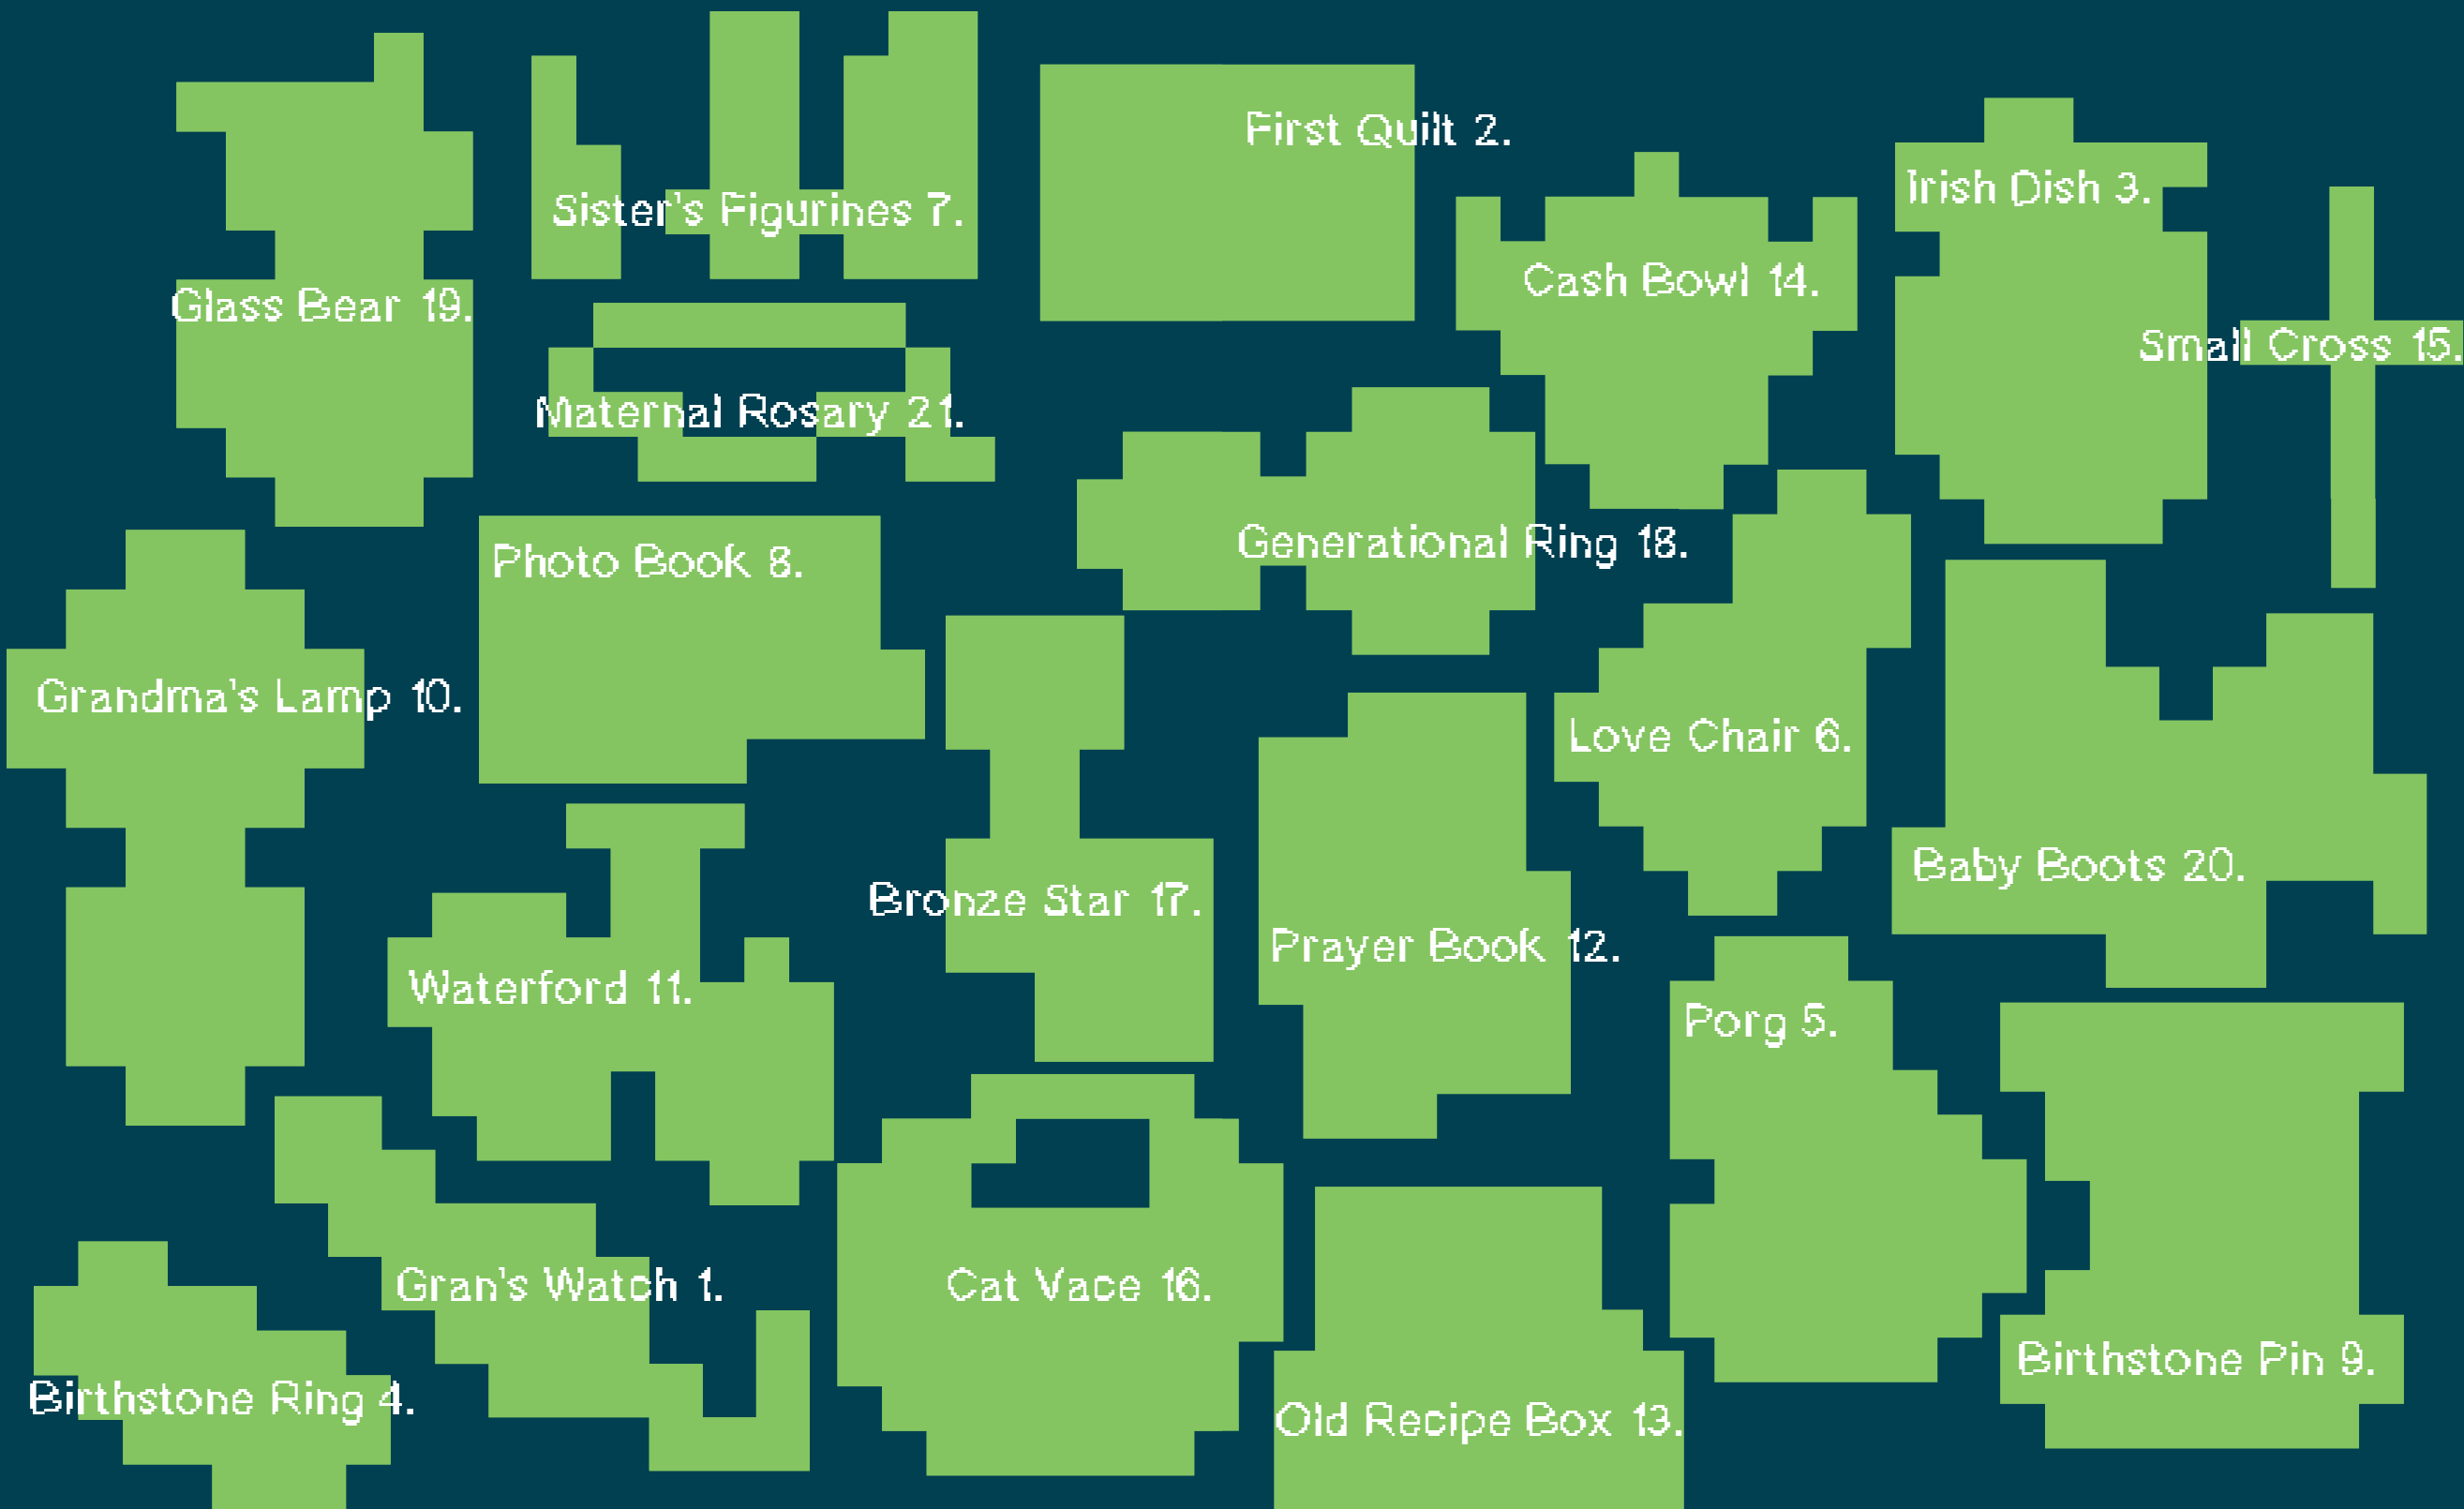 First Quilt 2.
Irish Dish 3.
Sister's Figurines 7.
Cash Bowl 14.
Glass Bear 19.
Small Cross 15.
Maternal Rosary 21.
Generational Ring 18.
Photo Book 8.
Grandma's Lamp 10.
Love Chair 6.
Baby Boots 20.
Bronze Star 17.
Prayer Book 12.
Waterford 11.
Porg 5.
Gran's Watch 1.
Cat Vace 16.
Birthstone Pin 9.
Birthstone Ring 4.
Old Recipe Box 13.